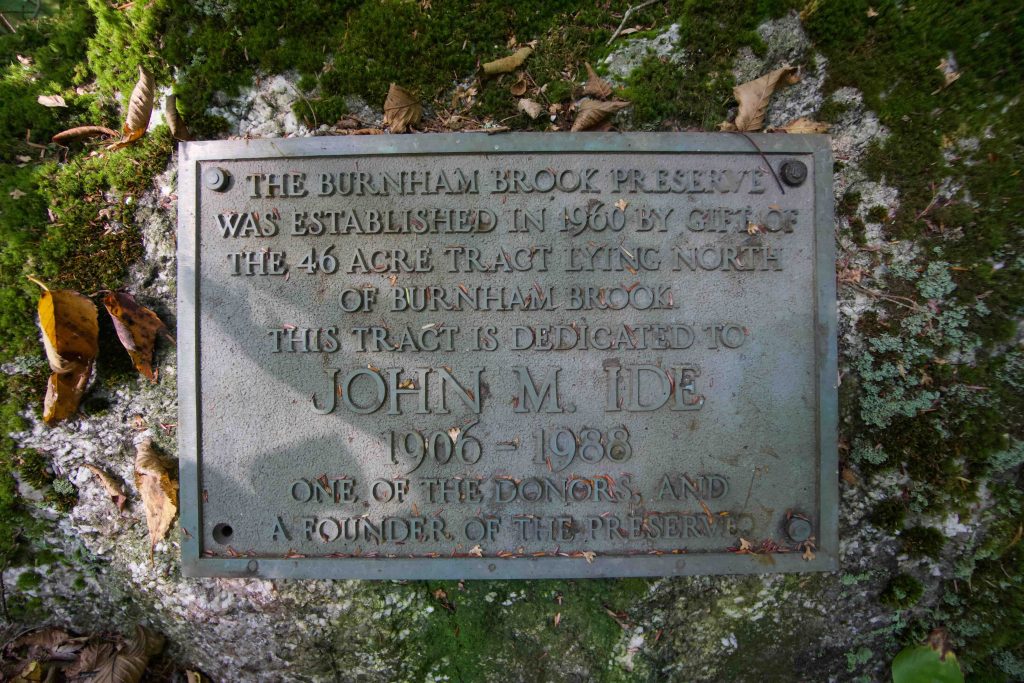 THE BURNHAM BROOK PRESERVE
WAS ESTABLISHED IN 1960 BY GIFT OF
THE 46 ACRE TRACT LYING NORTH
OF BURNHAM BROOK.
THIS TRACT IS DEDICATED TO
JOHN M. IDE
1906 - 1988
ONE OF THE DONORS, AND
A FOUNDER OF THE PRESERVE